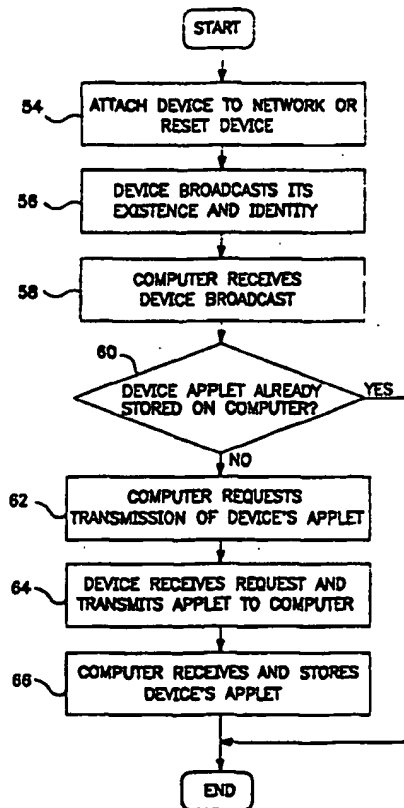 START
54
ATTACH DEVICE TO NETWORK OR
RESET DEVICE
56
DEVICE BROADCASTS ITS
EXISTENCE AND IDENTITY
58
COMPUTER RECEIVES
DEVICE BROADCAST
60
DEVICE APPLET ALREADY
STORED ON COMPUTER?
YES
NO
62
COMPUTER REQUESTS
TRANSMISSION OF DEVICE'S APPLET
64
DEVICE RECEIVES REQUEST AND
TRANSMITS APPLET TO COMPUTER
66
COMPUTER RECEIVES AND STORES
DEVICE'S APPLET
END